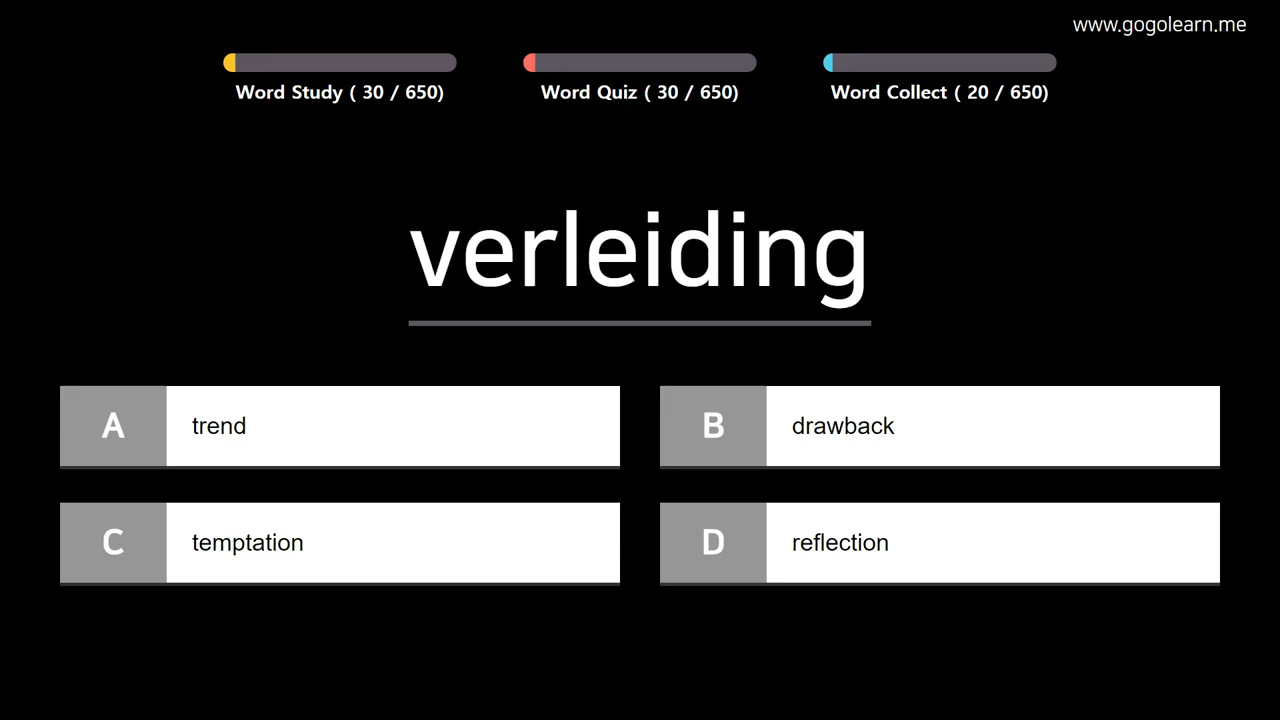 www.gogolearn.me
Word Study ( 30 / 650)
Word Quiz ( 30 / 650)
Word Collect ( 20 / 650)
verleiding
A trend
B drawback
C temptation
D reflection